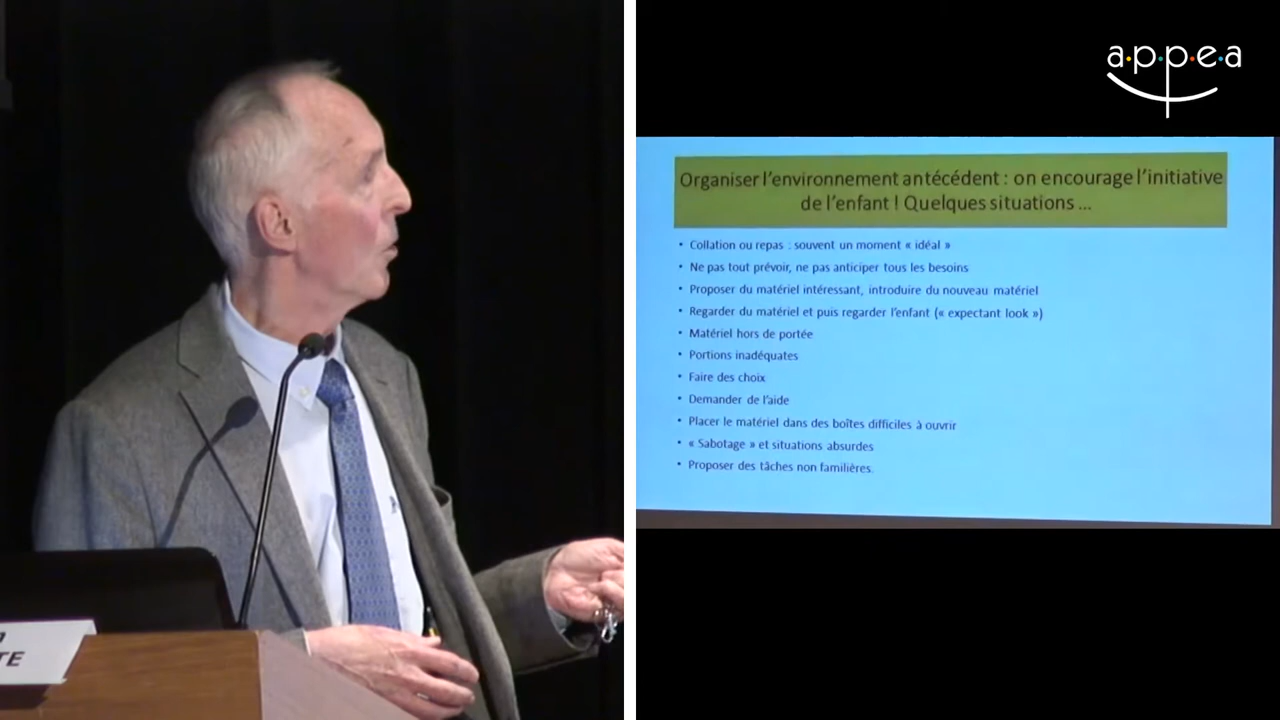 TE
a·p·p·e·a
Organiser l'environnement antécédent : on encourage l'initiative
de l'enfant ! Quelques situations ...
• Collation ou repas : souvent un moment « idéal »
• Ne pas tout prévoir, ne pas anticiper tous les besoins
• Proposer du matériel intéressant, introduire du nouveau matériel
• Regarder du matériel et puis regarder l'enfant (« expectant look »)
• Matériel hors de portée
• Portions inadéquates
• Faire des choix
• Demander de l'aide
• Placer le matériel dans des boîtes difficiles à ouvrir
• « Sabotage » et situations absurdes
• Proposer des tâches non familières.